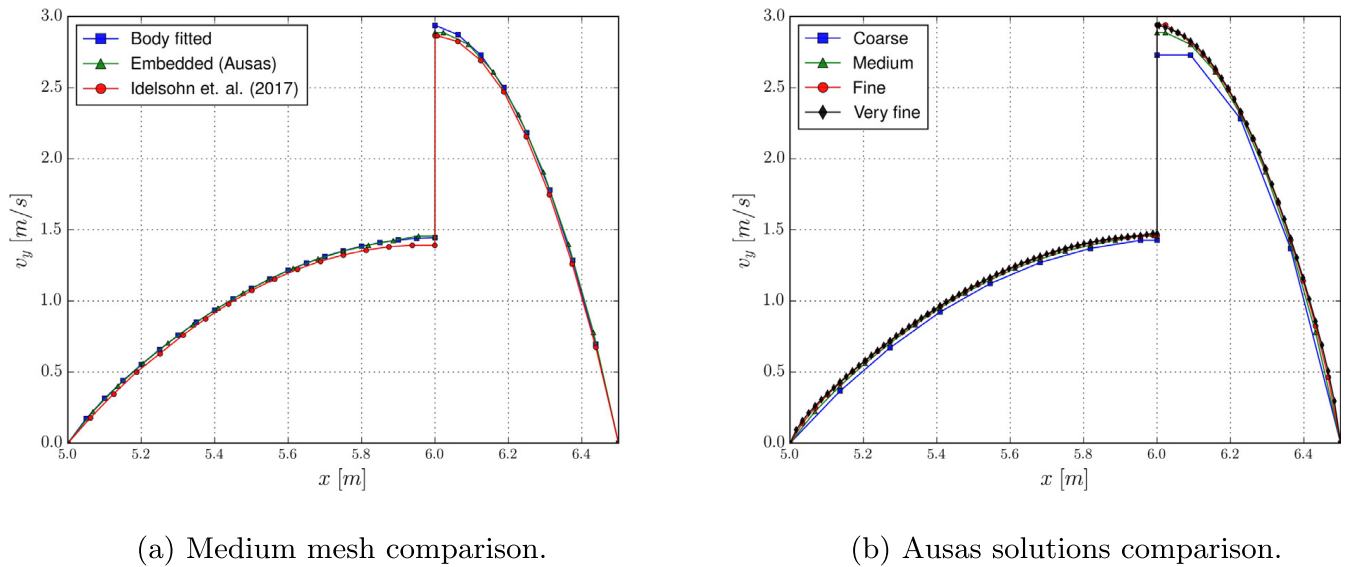 3.0
2.5
2.0
1.5
1.0
0.5
0.0
v_y [m/s]
Body fitted
Embedded (Ausas)
Idelsohn et. al. (2017)
5.0 5.2 5.4 5.6 5.8 6.0 6.2 6.4
x [m]
(a) Medium mesh comparison.
3.0
2.5
2.0
1.5
1.0
0.5
0.0
v_y [m/s]
Coarse
Medium
Fine
Very fine
5.0 5.2 5.4 5.6 5.8 6.0 6.2 6.4
x [m]
(b) Ausas solutions comparison.